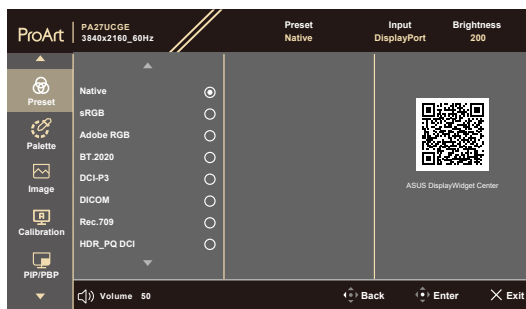 ProArt
PA27UCGE
3840x2160_60Hz
Preset
Native
Input
DisplayPort
Brightness
200
Preset
Palette
Image
Calibration
PIP/PBP
Native
sRGB
Adobe RGB
BT.2020
DCI-P3
DICOM
Rec.709
HDR_PQ DCI
ASUS DisplayWidget Center
Volume 50
Back
Enter
Exit